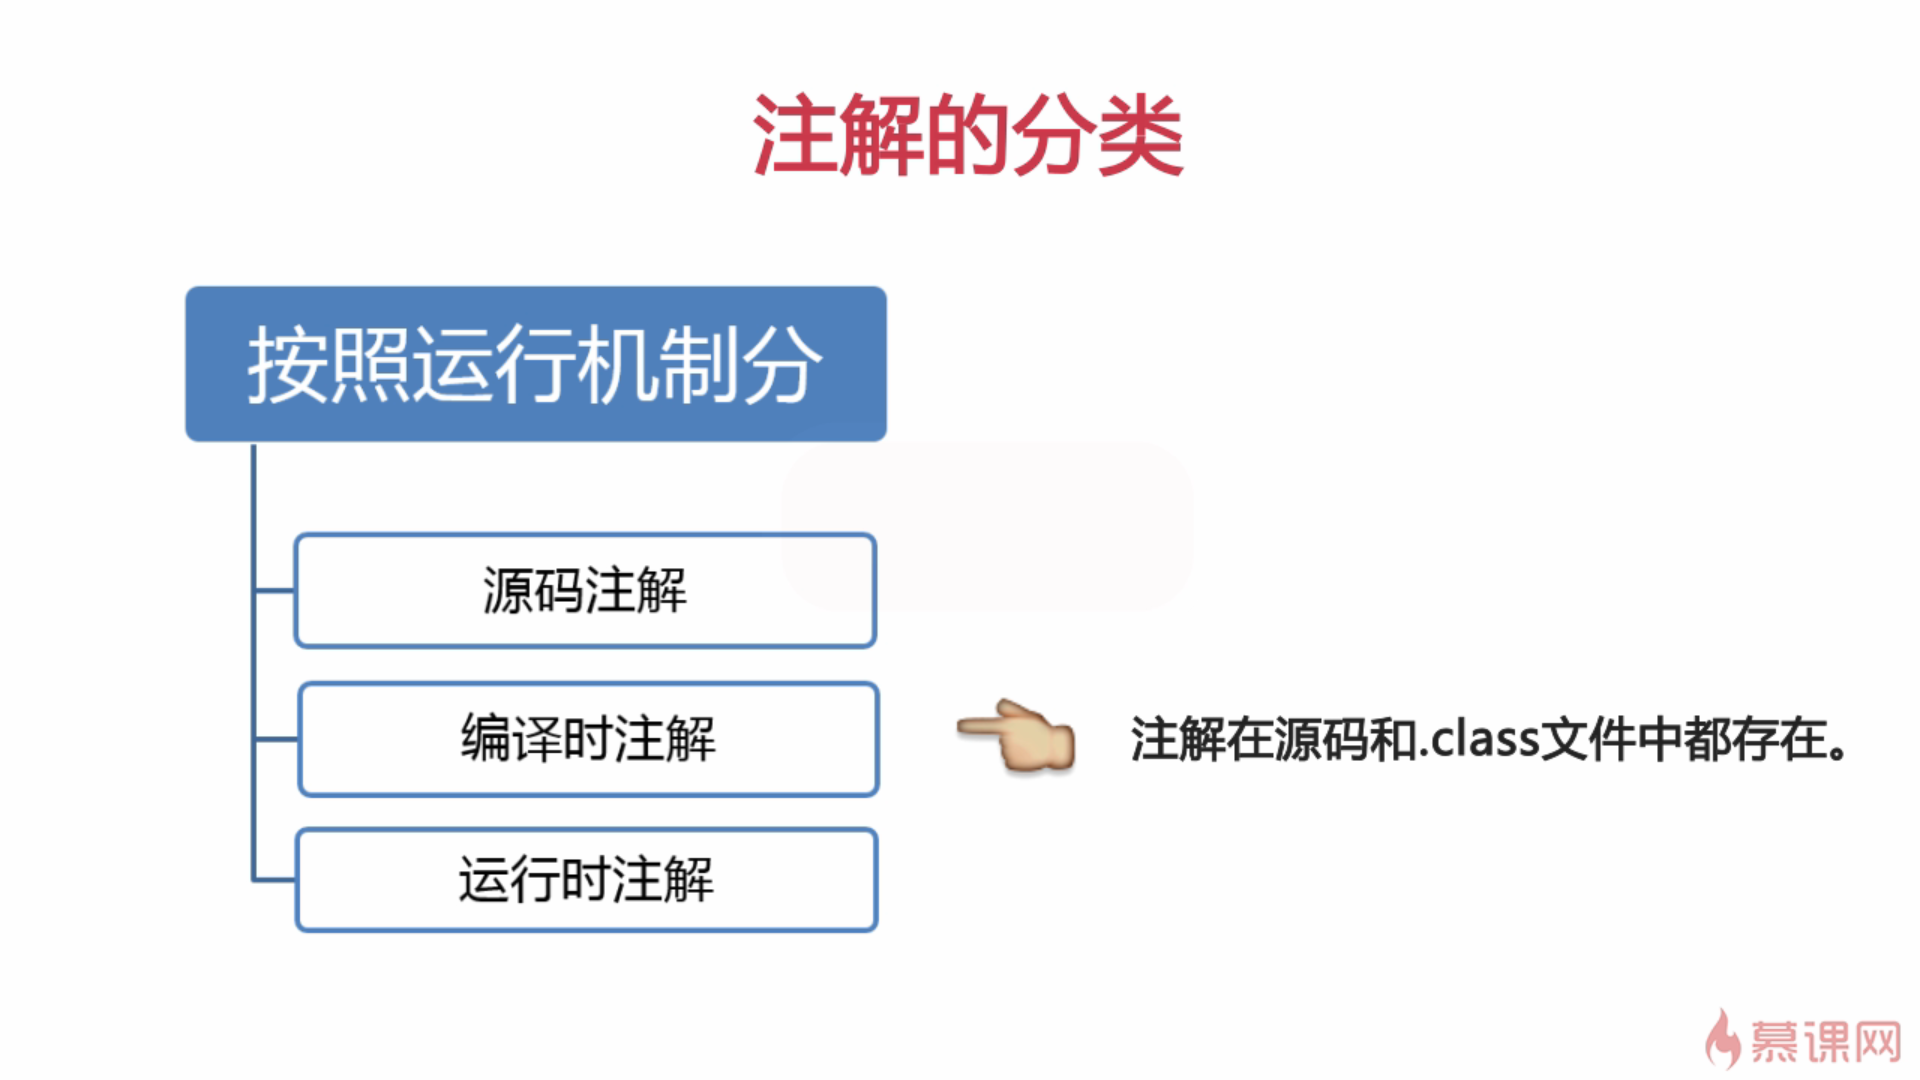 注解的分类
按照运行机制分
源码注解
编译时注解
注解在源码和.class文件中都存在。
运行时注解
慕课网